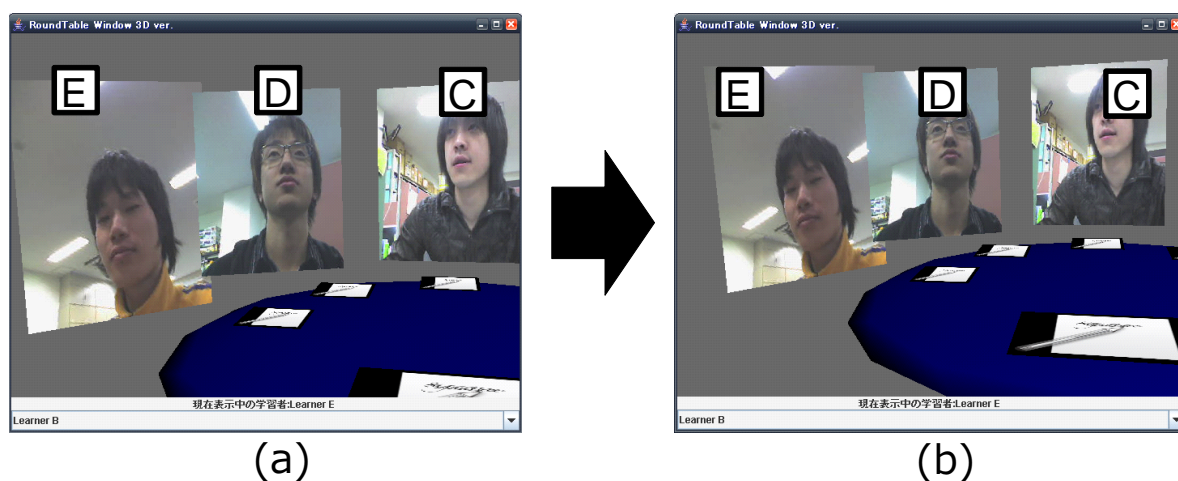 RoundTable Window 3D ver.
E
D
C
現在表示中の学習者:Learner E
Learner B
(a)
RoundTable Window 3D ver.
E
D
C
現在表示中の学習者:Learner E
Learner B
(b)